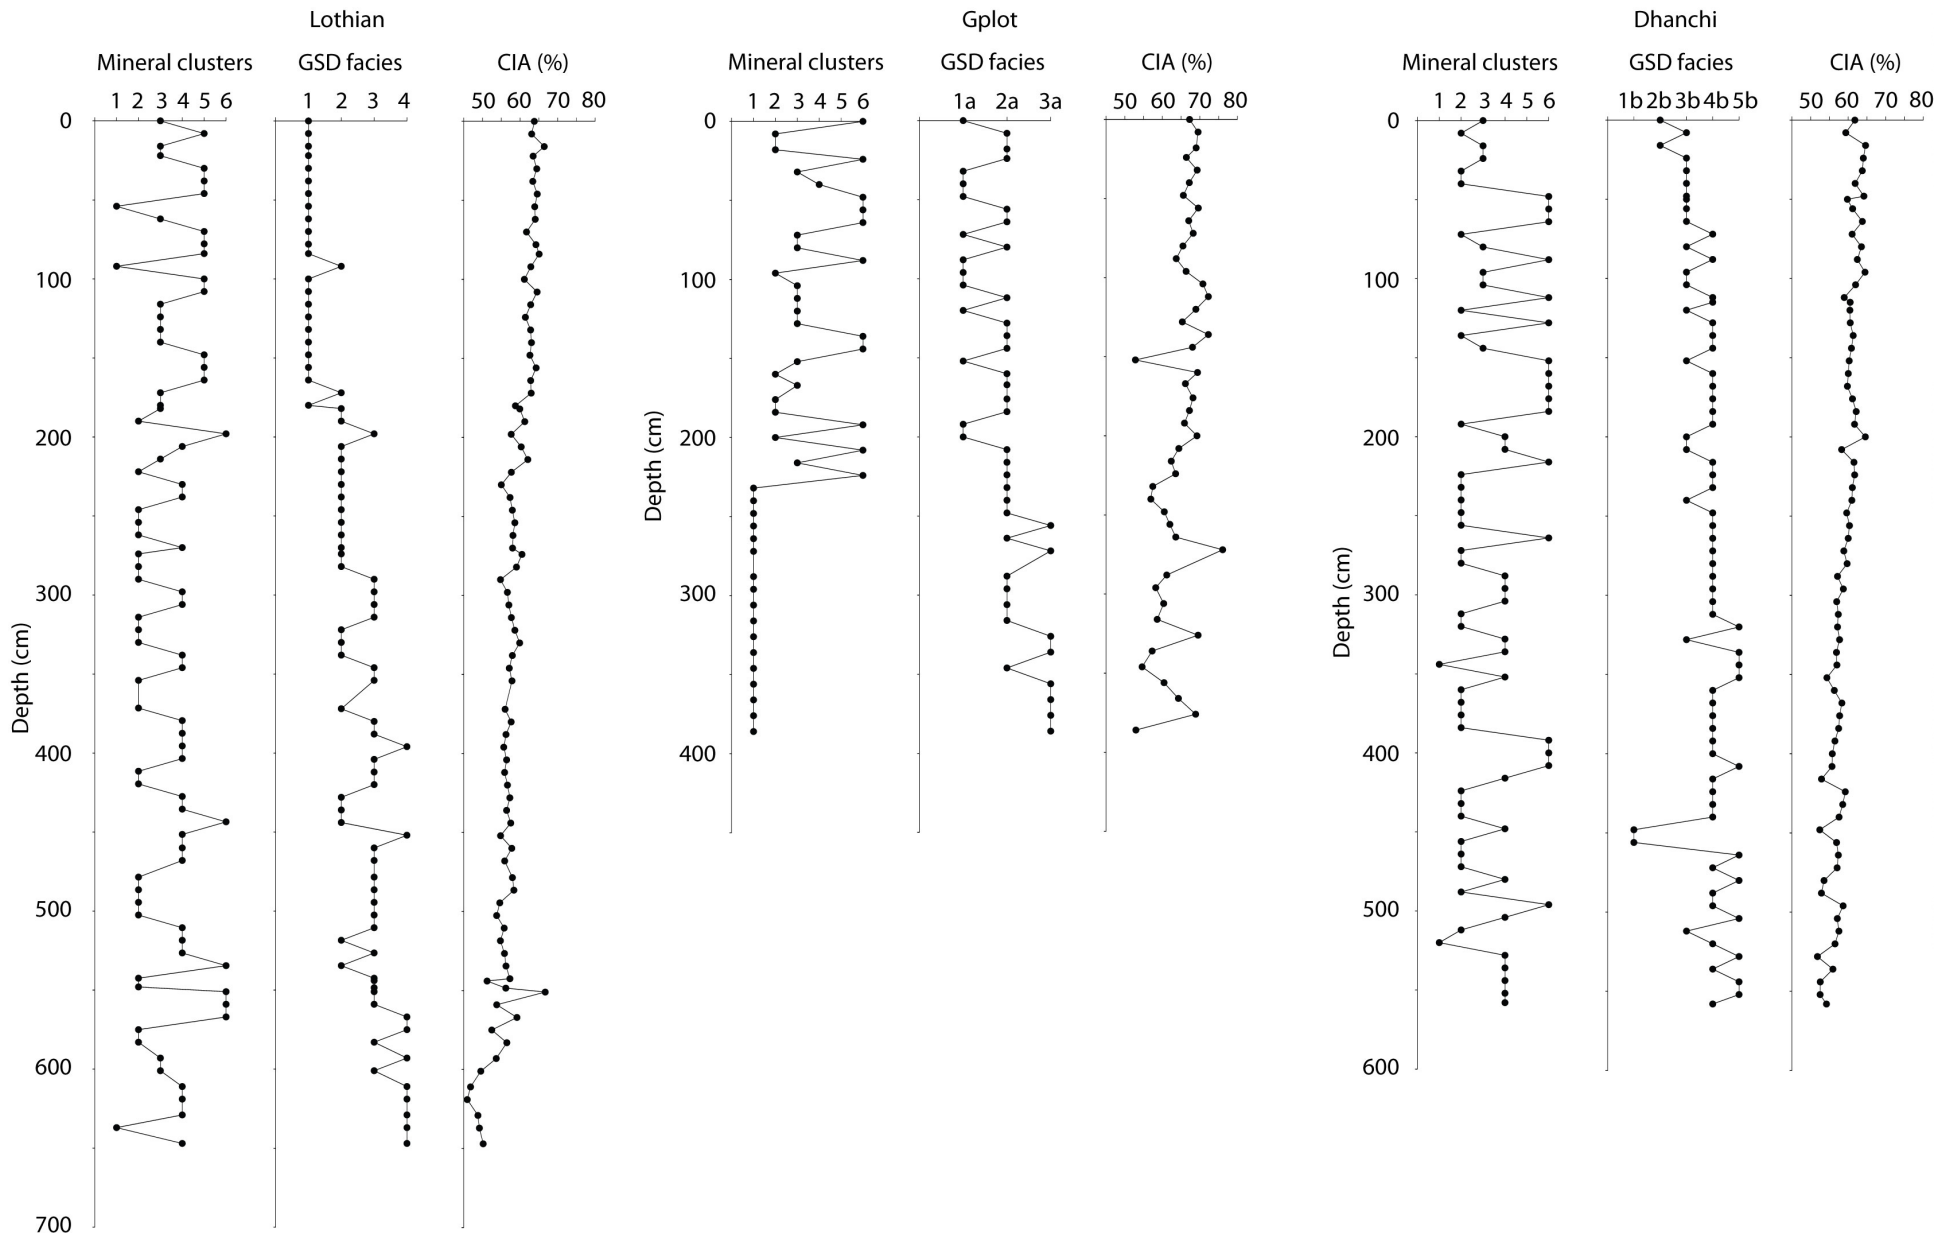 Lothian
Gplot
Dhanchi
Mineral clusters GSD facies CIA (%)
Mineral clusters GSD facies CIA (%)
Mineral clusters GSD facies CIA (%)
1 2 3 4 5 6
1 2 3 4
50 60 70 80
1 2 3 4 5 6
1a 2a 3a
50 60 70 80
1 2 3 4 5 6
1b 2b 3b 4b 5b
50 60 70 80
Depth (cm)
0
100
200
300
400
500
600
700
Depth (cm)
0
100
200
300
400
Depth (cm)
0
100
200
300
400
500
600